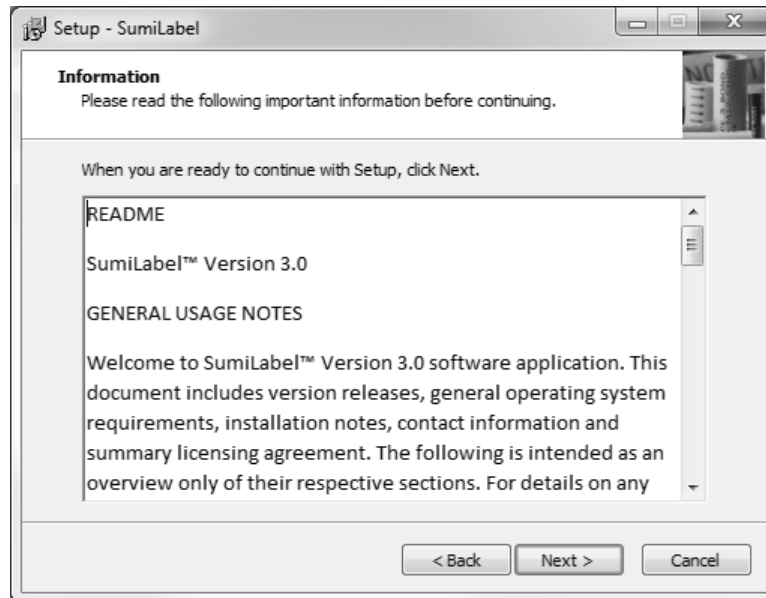 Setup - SumiLabel
Information
Please read the following important information before continuing.
When you are ready to continue with Setup, click Next.
README
SumiLabel™ Version 3.0
GENERAL USAGE NOTES
Welcome to SumiLabel™ Version 3.0 software application. This
document includes version releases, general operating system
requirements, installation notes, contact information and
summary licensing agreement. The following is intended as an
overview only of their respective sections. For details on any
< Back
Next >
Cancel